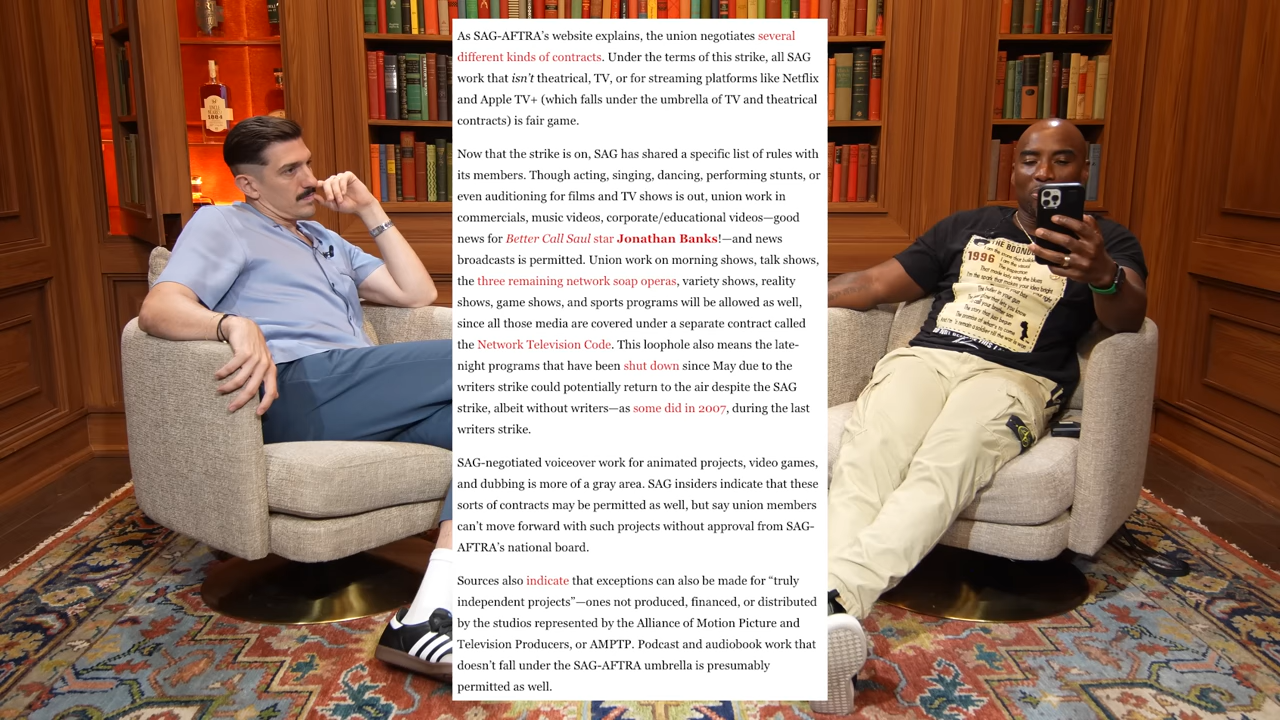 As SAG-AFTRA's website explains, the union negotiates several
different kinds of contracts. Under the terms of this strike, all SAG
work that isn't theatrical, TV, or for streaming platforms like Netflix
and Apple TV+ (which falls under the umbrella of TV and theatrical
contracts) is fair game.
Now that the strike is on, SAG has shared a specific list of rules with
its members. Though acting, singing, dancing, performing stunts, or
even auditioning for films and TV shows is out, union work in
commercials, music videos, corporate/educational videos—good
news for Better Call Saul star Jonathan Banks!—and news
broadcasts is permitted. Union work on morning shows, talk shows,
the three remaining network soap operas, variety shows, reality
shows, game shows, and sports programs will be allowed as well,
since all those media are covered under a separate contract called
the Network Television Code. This loophole also means the late-
night programs that have been shut down since May due to the
writers strike could potentially return to the air despite the SAG
strike, albeit without writers—as some did in 2007, during the last
writers strike.
SAG-negotiated voiceover work for animated projects, video games,
and dubbing is more of a gray area. SAG insiders indicate that these
sorts of contracts may be permitted as well, but say union members
can't move forward with such projects without approval from SAG-
AFTRA's national board.
Sources also indicate that exceptions can also be made for "truly
independent projects"—ones not produced, financed, or distributed
by the studios represented by the Alliance of Motion Picture and
Television Producers, or AMPTP. Podcast and audiobook work that
doesn't fall under the SAG-AFTRA umbrella is presumably
permitted as well.
1884
THE BOOND
1996